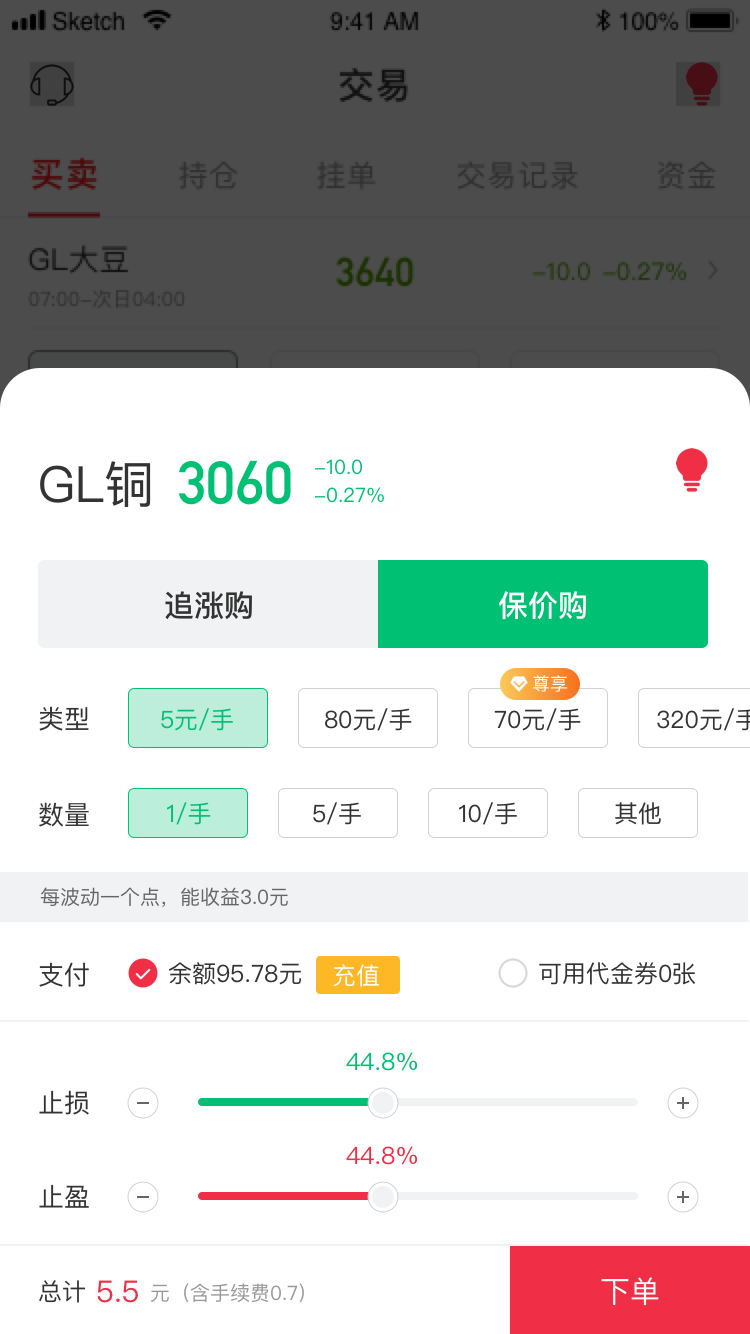 Sketch 9:41 AM 100%
交易
买卖 持仓 挂单 交易记录 资金
GL大豆 3640 -10.0 -0.27%
07:00-次日04:00
GL铜 3060 -10.0
-0.27%
追涨购 保价购
尊享
类型 5元/手 80元/手 70元/手 320元/手
数量 1/手 5/手 10/手 其他
每波动一个点，能收益3.0元
支付 余额95.78元 充值 可用代金券0张
44.8%
止损
44.8%
止盈
总计 5.5 元（含手续费0.7） 下单